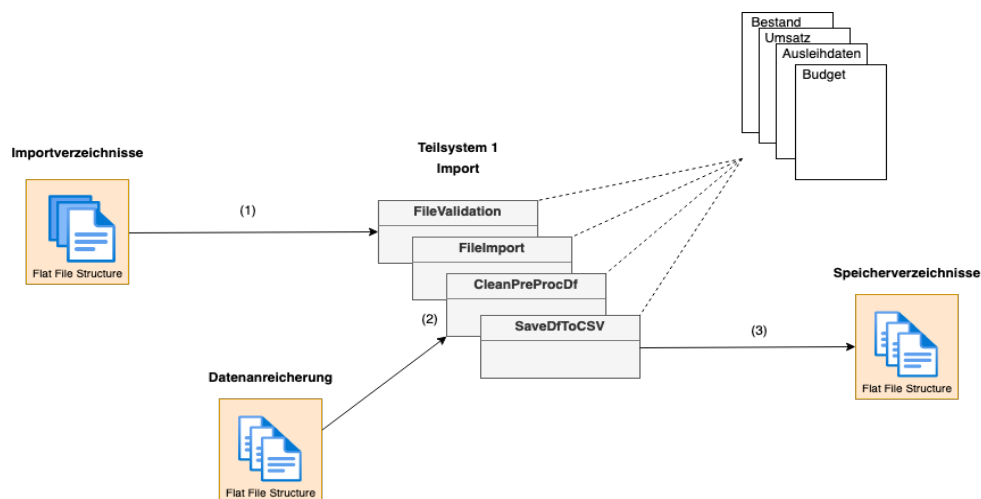 Bestand
Umsatz
Ausleihdaten
Budget
Importverzeichnisse
Teilsystem 1
Import
(1)
FileValidation
FileImport
CleanPreProcDf
SaveDfToCSV
Flat File Structure
Speicherverzeichnisse
(2)
(3)
Datenanreicherung
Flat File Structure
Flat File Structure